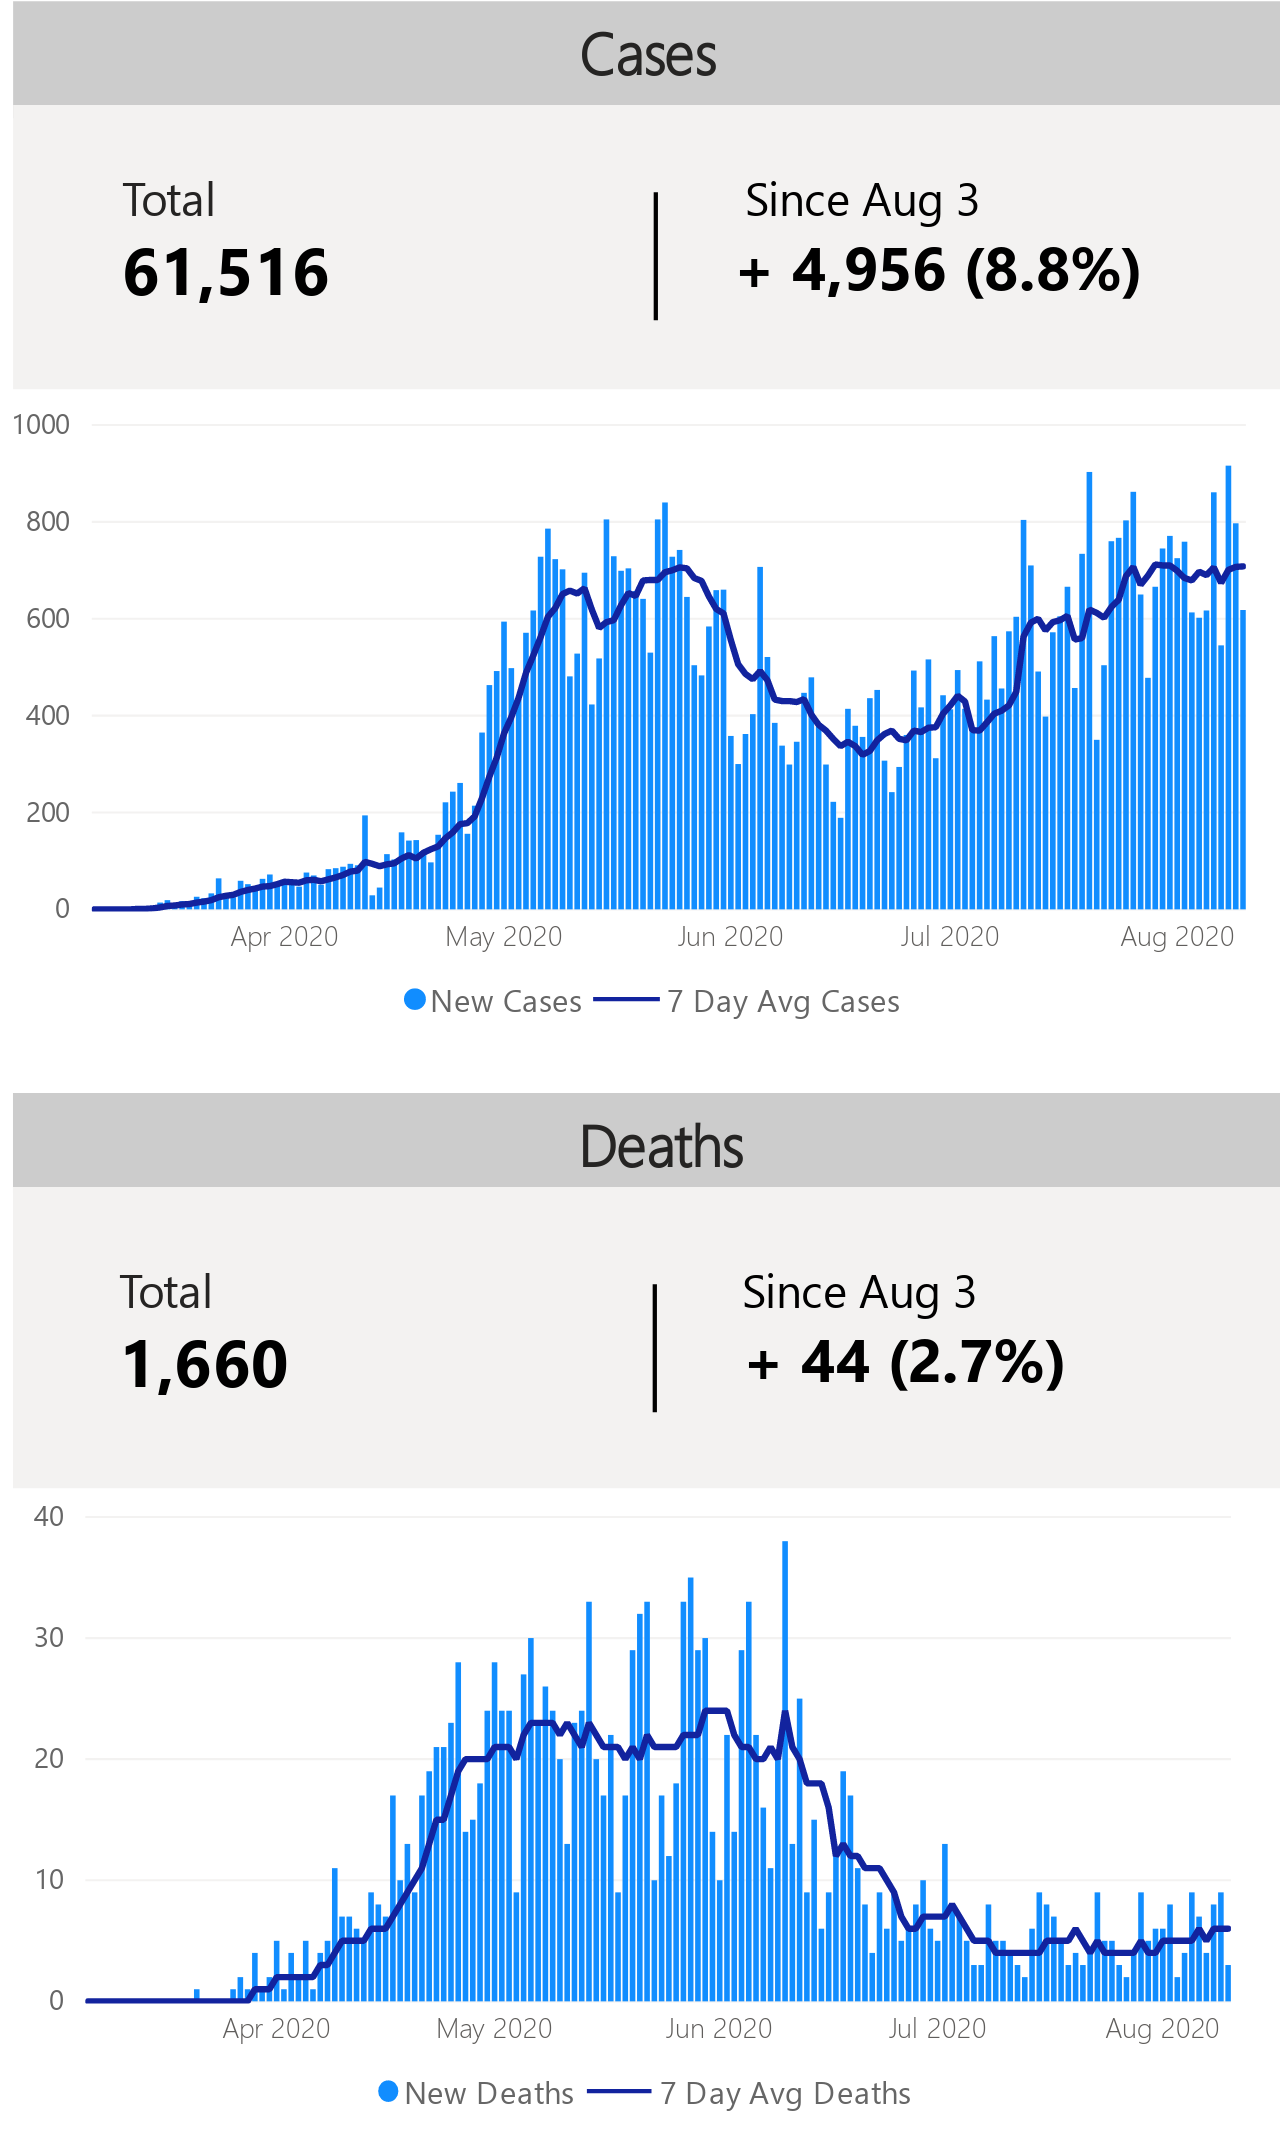 Cases
Total
Since Aug 3
61,516
+ 4,956 (8.8%)
1000
800
600
400
200
0
Apr 2020
May 2020
Jun 2020
Jul 2020
Aug 2020
New Cases
7 Day Avg Cases
Deaths
Total
Since Aug 3
1,660
+ 44 (2.7%)
40
30
20
10
0
Apr 2020
May 2020
Jun 2020
Jul 2020
Aug 2020
New Deaths
7 Day Avg Deaths